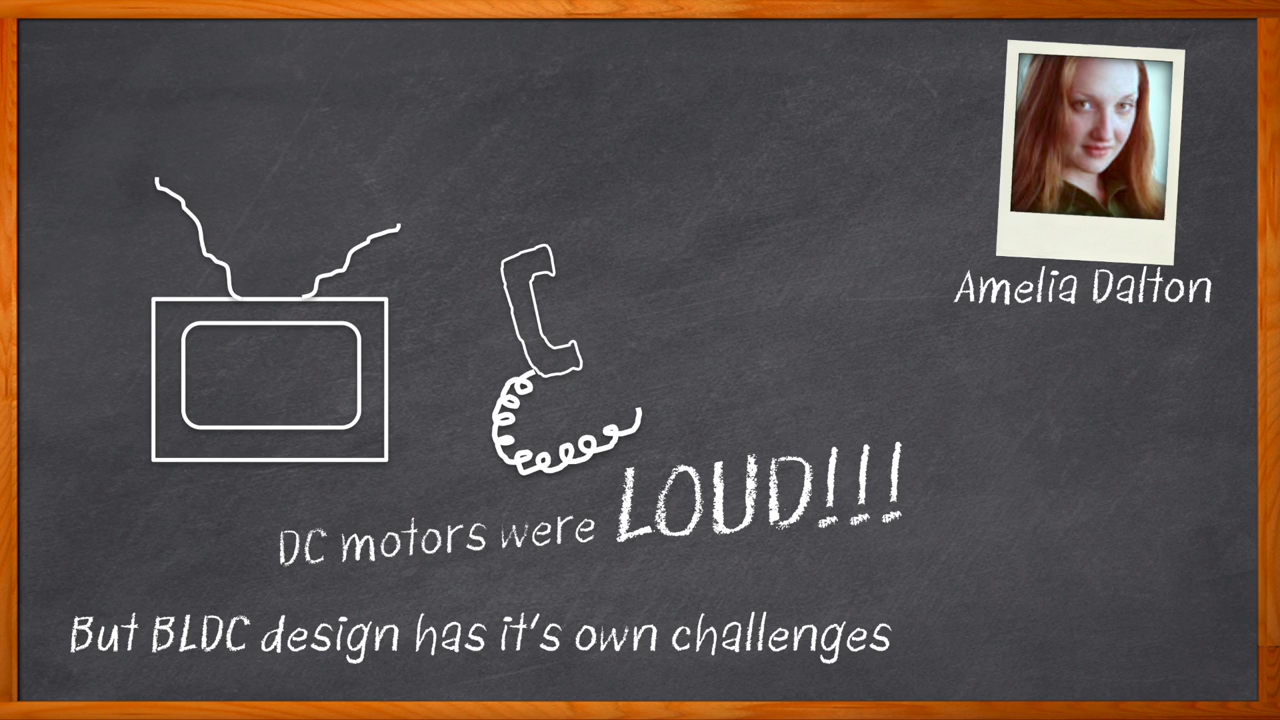 Amelia Dalton
DC motors were LOUD!!!
But BLDC design has it's own challenges